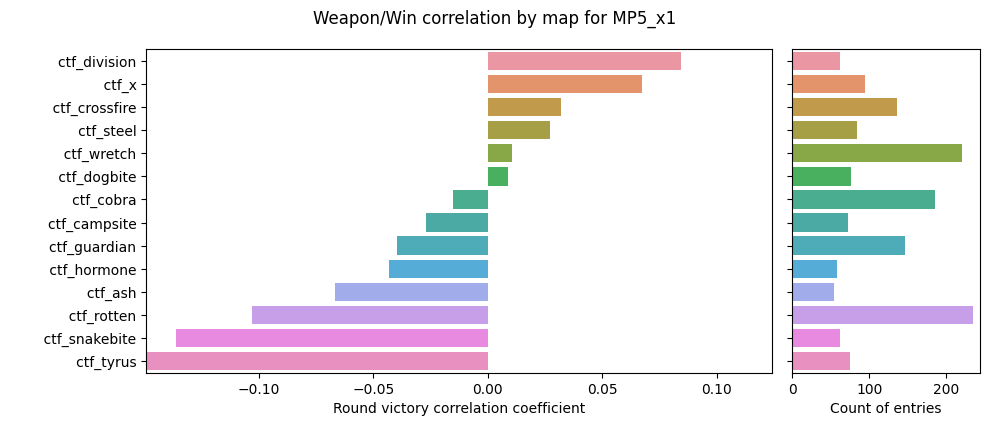 Weapon/Win correlation by map for MP5_x1
ctf_division
ctf_x
ctf_crossfire
ctf_steel
ctf_wretch
ctf_dogbite
ctf_cobra
ctf_campsite
ctf_guardian
ctf_hormone
ctf_ash
ctf_rotten
ctf_snakebite
ctf_tyrus
−0.10 −0.05 0.00 0.05 0.10
Round victory correlation coefficient
0 100 200
Count of entries